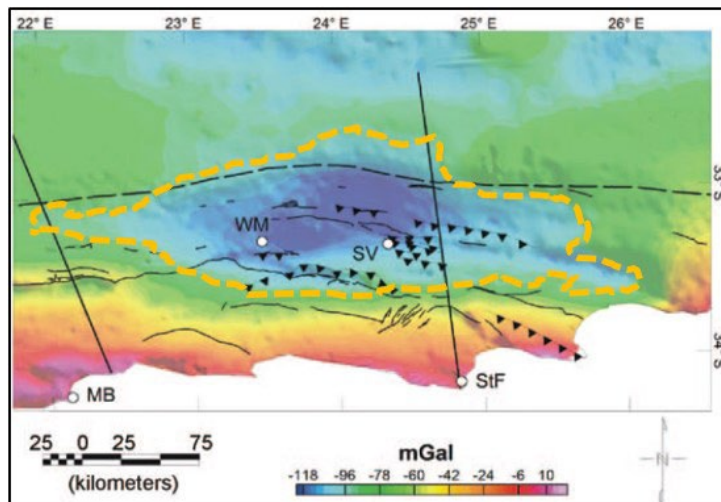 22° E 23° E 24° E 25° E 26° E
33° S
WM
SV
34° S
StF
MB
25 0 25 75
(kilometers)
mGal
-118 -96 -78 -60 -42 -24 -6 10
N